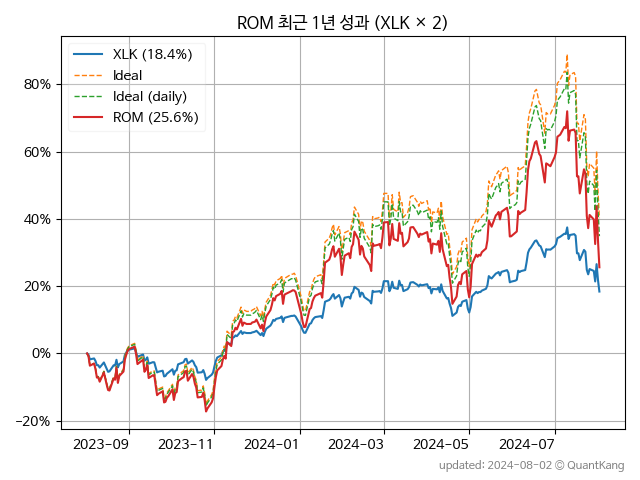 ROM 최근 1년 성과 (XLK × 2)
XLK (18.4%)
Ideal
Ideal (daily)
ROM (25.6%)
80%
60%
40%
20%
0%
−20%
2023-09 2023-11 2024-01 2024-03 2024-05 2024-07
updated: 2024-08-02 © QuantKang